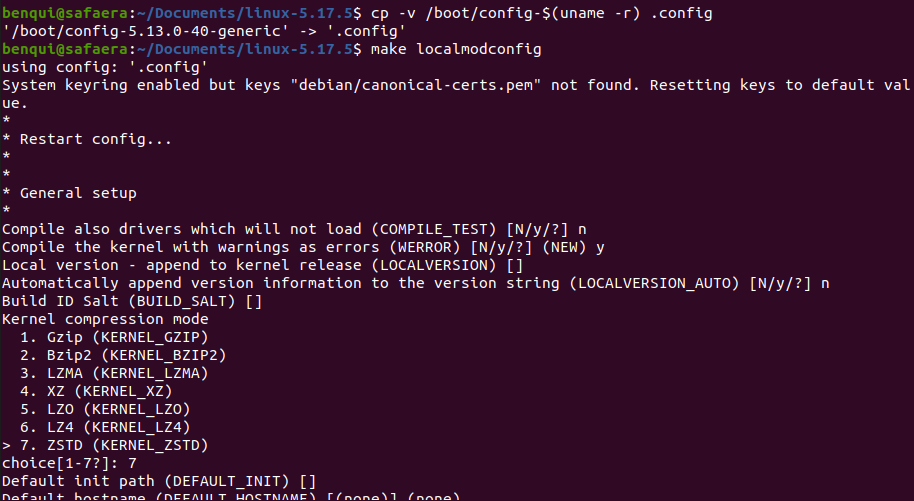 benqui@safaera:~/Documents/linux-5.17.5$ cp -v /boot/config-$(uname -r) .config
'/boot/config-5.13.0-40-generic' -> '.config'
benqui@safaera:~/Documents/linux-5.17.5$ make localmodconfig
using config: '.config'
System keyring enabled but keys "debian/canonical-certs.pem" not found. Resetting keys to default val
ue.
*
* Restart config...
*
*
* General setup
*
Compile also drivers which will not load (COMPILE_TEST) [N/y/?] n
Compile the kernel with warnings as errors (WERROR) [N/y/?] (NEW) y
Local version - append to kernel release (LOCALVERSION) []
Automatically append version information to the version string (LOCALVERSION_AUTO) [N/y/?] n
Build ID Salt (BUILD_SALT) []
Kernel compression mode
  1. Gzip (KERNEL_GZIP)
  2. Bzip2 (KERNEL_BZIP2)
  3. LZMA (KERNEL_LZMA)
  4. XZ (KERNEL_XZ)
  5. LZO (KERNEL_LZO)
  6. LZ4 (KERNEL_LZ4)
> 7. ZSTD (KERNEL_ZSTD)
choice[1-7?]: 7
Default init path (DEFAULT_INIT) []
Default hostname (DEFAULT_HOSTNAME) [(none)] (none)